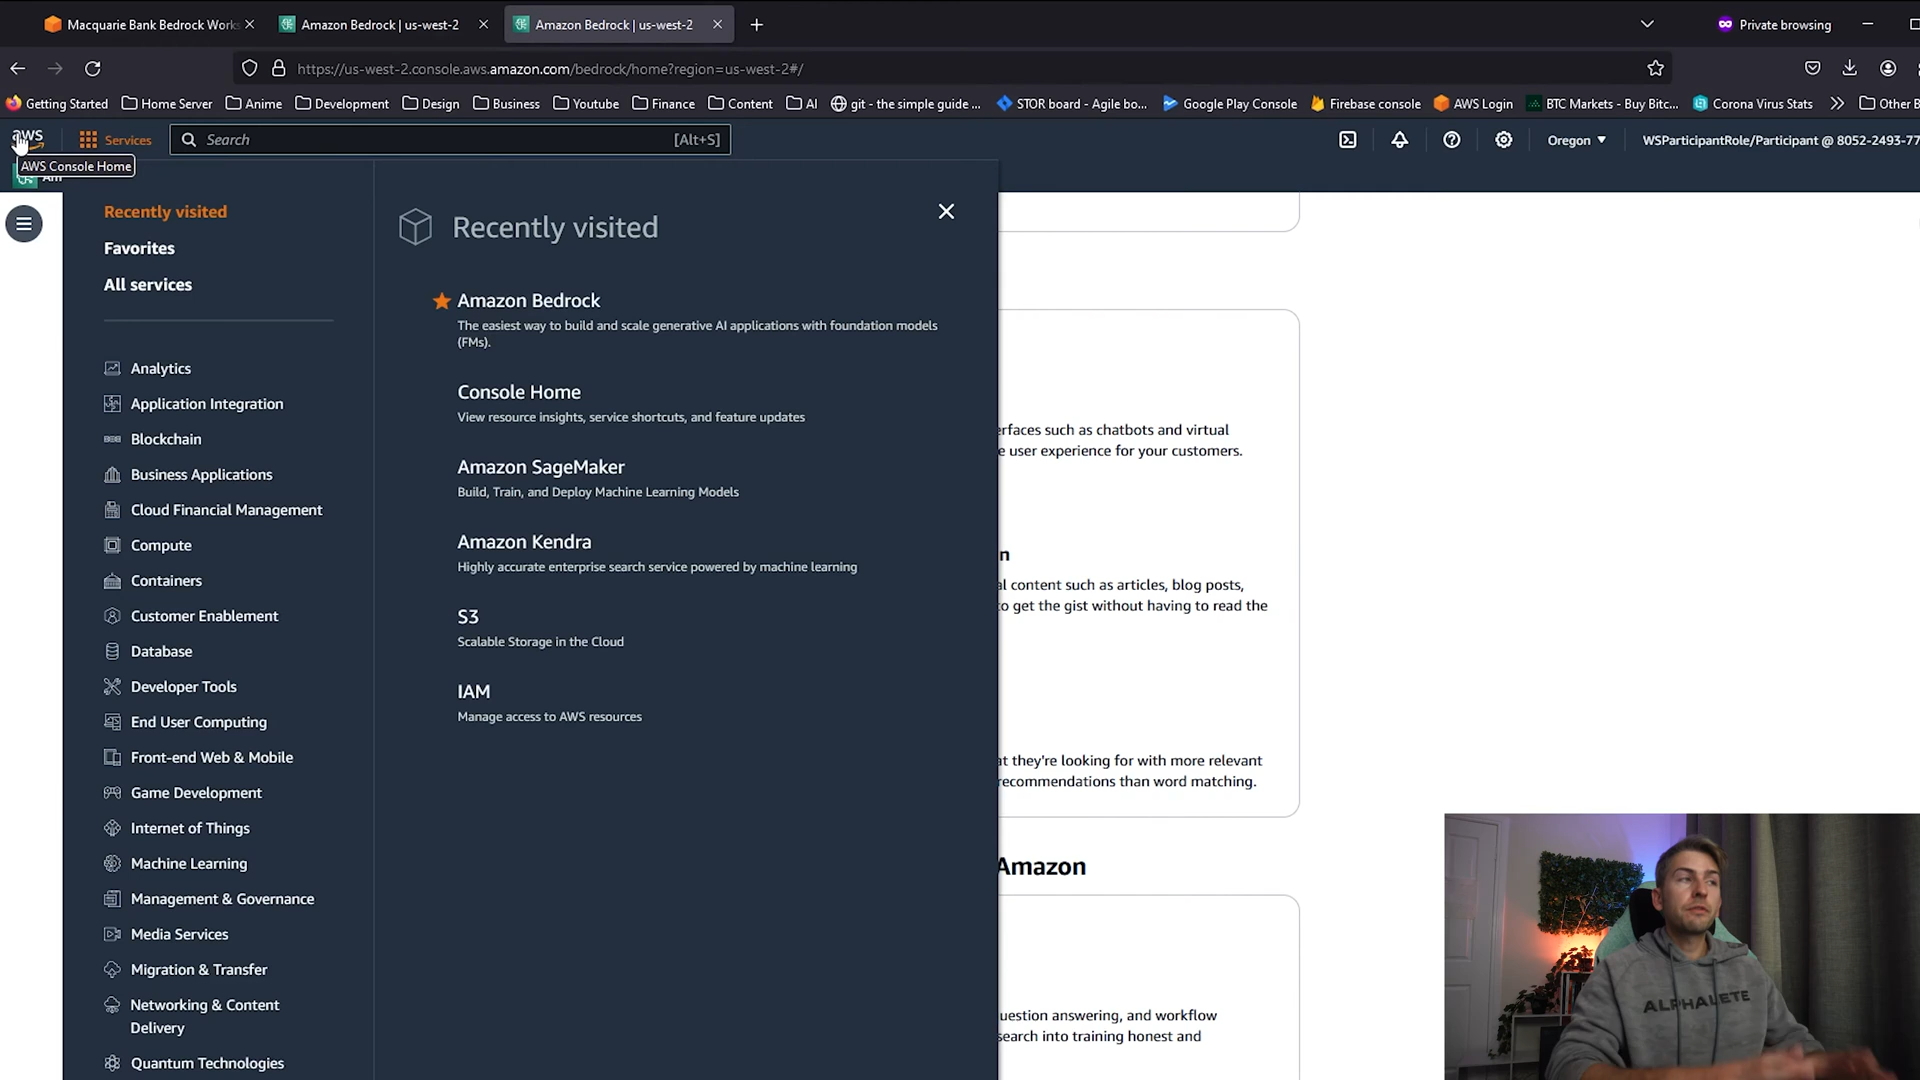 Macquarie Bank Bedrock Works
Amazon Bedrock | us-west-2
Amazon Bedrock | us-west-2
Private browsing
https://us-west-2.console.aws.amazon.com/bedrock/home?region=us-west-2#/
Getting Started
Home Server
Anime
Development
Design
Business
Youtube
Finance
Content
AI
git - the simple guide ...
STOR board - Agile bo...
Google Play Console
Firebase console
AWS Login
BTC Markets - Buy Bitc...
Corona Virus Stats
Other B
aws
Services
Search
[Alt+S]
Oregon
WSParticipantRole/Participant @ 8052-2493-77
AWS Console Home
Am
Recently visited
Favorites
All services
Analytics
Application Integration
Blockchain
Business Applications
Cloud Financial Management
Compute
Containers
Customer Enablement
Database
Developer Tools
End User Computing
Front-end Web & Mobile
Game Development
Internet of Things
Machine Learning
Management & Governance
Media Services
Migration & Transfer
Networking & Content
Delivery
Quantum Technologies
Recently visited
Amazon Bedrock
The easiest way to build and scale generative AI applications with foundation models
(FMs).
Console Home
View resource insights, service shortcuts, and feature updates
Amazon SageMaker
Build, Train, and Deploy Machine Learning Models
Amazon Kendra
Highly accurate enterprise search service powered by machine learning
S3
Scalable Storage in the Cloud
IAM
Manage access to AWS resources
erfaces such as chatbots and virtual
e user experience for your customers.
n
al content such as articles, blog posts,
to get the gist without having to read the
at they're looking for with more relevant
recommendations than word matching.
Amazon
uestion answering, and workflow
search into training honest and
ALPHALETE